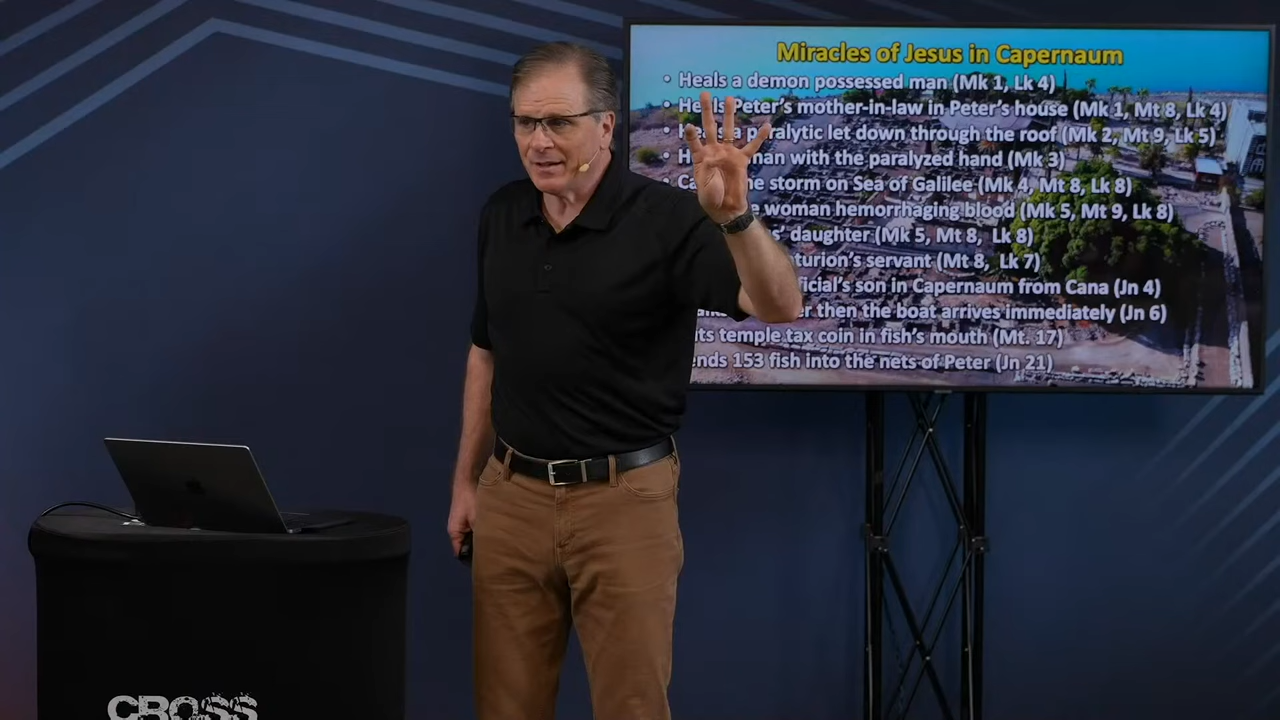 Miracles of Jesus in Capernaum
• Heals a demon possessed man (Mk 1, Lk 4)
• Heals Peter's mother-in-law in Peter's house (Mk 1, Mt 8, Lk 4)
• Heals a paralytic let down through the roof (Mk 2, Mt 9, Lk 5)
man with the paralyzed hand (Mk 3)
storm on Sea of Galilee (Mk 4, Mt 8, Lk 8)
woman hemorrhaging blood (Mk 5, Mt 9, Lk 8)
daughter (Mk 5, Mt 8, Lk 8)
servant (Mt 8, Lk 7)
son in Capernaum from Cana (Jn 4)
then the boat arrives immediately (Jn 6)
temple tax coin in fish's mouth (Mt. 17)
153 fish into the nets of Peter (Jn 21)
CROSS